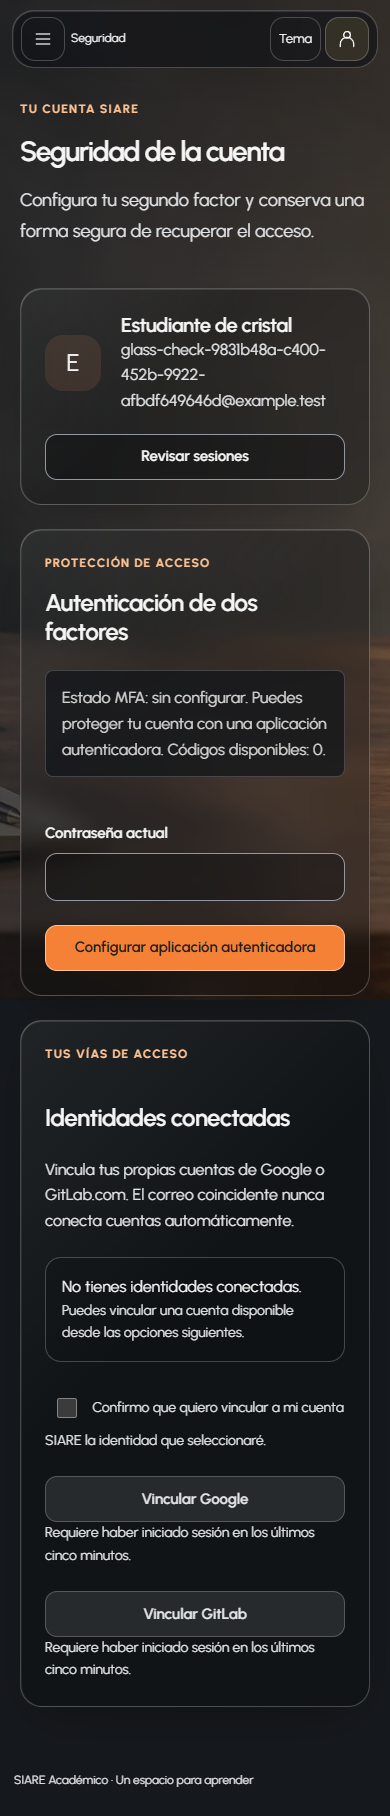 Seguridad
Tema
TU CUENTA SIARE
Seguridad de la cuenta
Configura tu segundo factor y conserva una
forma segura de recuperar el acceso.
E
Estudiante de cristal
glass-check-9831b48a-c400-
452b-9922-
afbdf649646d@example.test
Revisar sesiones
PROTECCIÓN DE ACCESO
Autenticación de dos
factores
Estado MFA: sin configurar. Puedes
proteger tu cuenta con una aplicación
autenticadora. Códigos disponibles: 0.
Contraseña actual
Configurar aplicación autenticadora
TUS VÍAS DE ACCESO
Identidades conectadas
Vincula tus propias cuentas de Google o
GitLab.com. El correo coincidente nunca
conecta cuentas automáticamente.
No tienes identidades conectadas.
Puedes vincular una cuenta disponible
desde las opciones siguientes.
Confirmo que quiero vincular a mi cuenta
SIARE la identidad que seleccionaré.
Vincular Google
Requiere haber iniciado sesión en los últimos
cinco minutos.
Vincular GitLab
Requiere haber iniciado sesión en los últimos
cinco minutos.
SIARE Académico · Un espacio para aprender